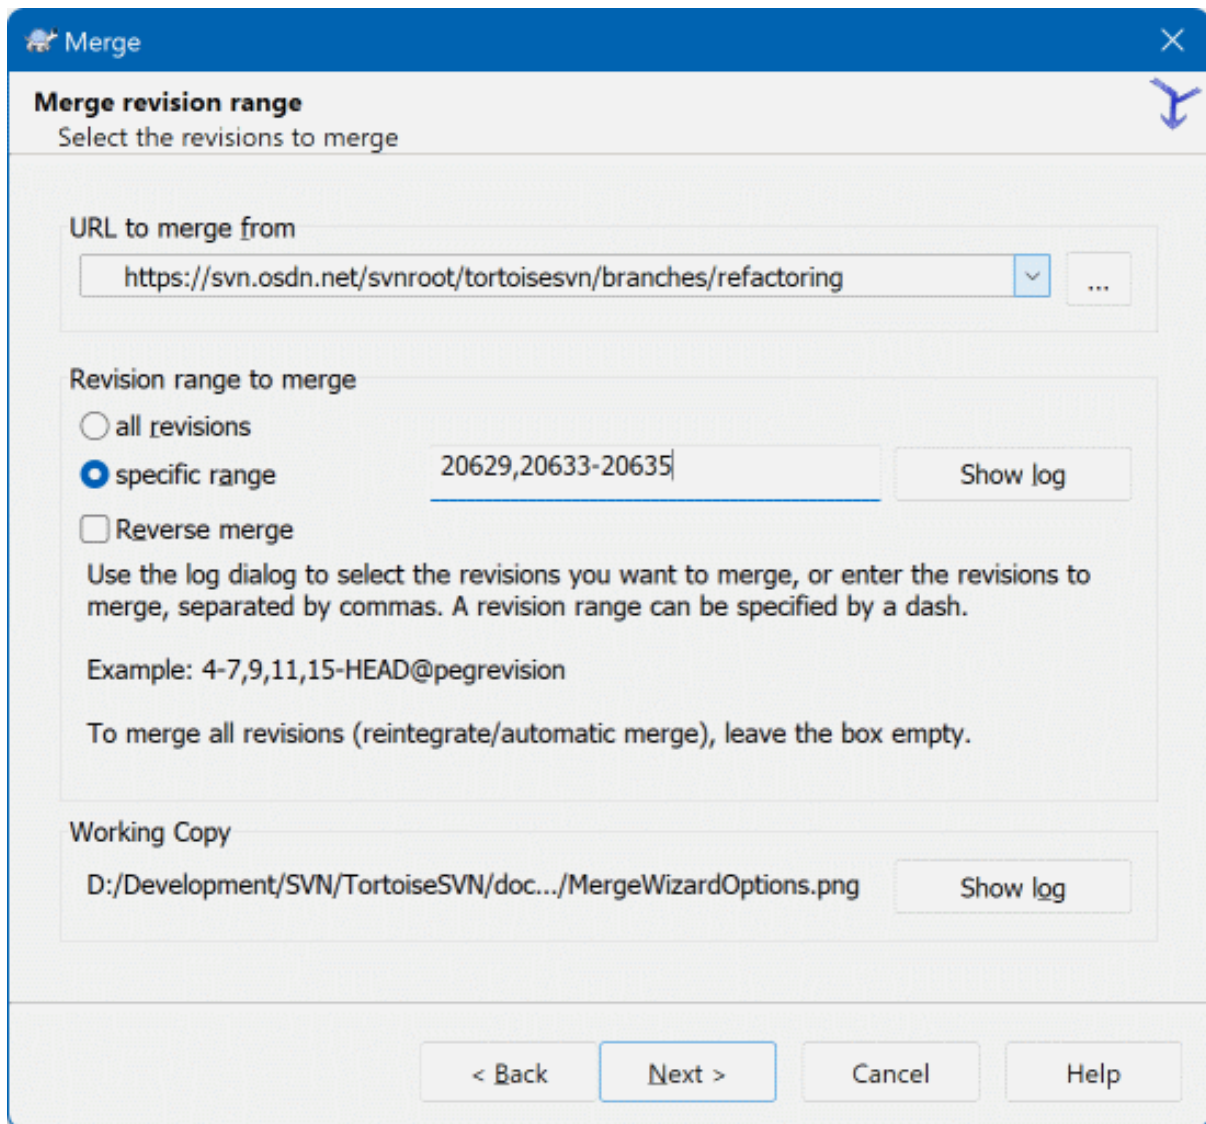 Merge
Merge revision range
Select the revisions to merge
URL to merge from
https://svn.osdn.net/svnroot/tortoisesvn/branches/refactoring
...
Revision range to merge
all revisions
specific range
20629,20633-20635
Show log
Reverse merge
Use the log dialog to select the revisions you want to merge, or enter the revisions to
merge, separated by commas. A revision range can be specified by a dash.
Example: 4-7,9,11,15-HEAD@pegrevision
To merge all revisions (reintegrate/automatic merge), leave the box empty.
Working Copy
D:/Development/SVN/TortoiseSVN/doc.../MergeWizardOptions.png
Show log
< Back
Next >
Cancel
Help